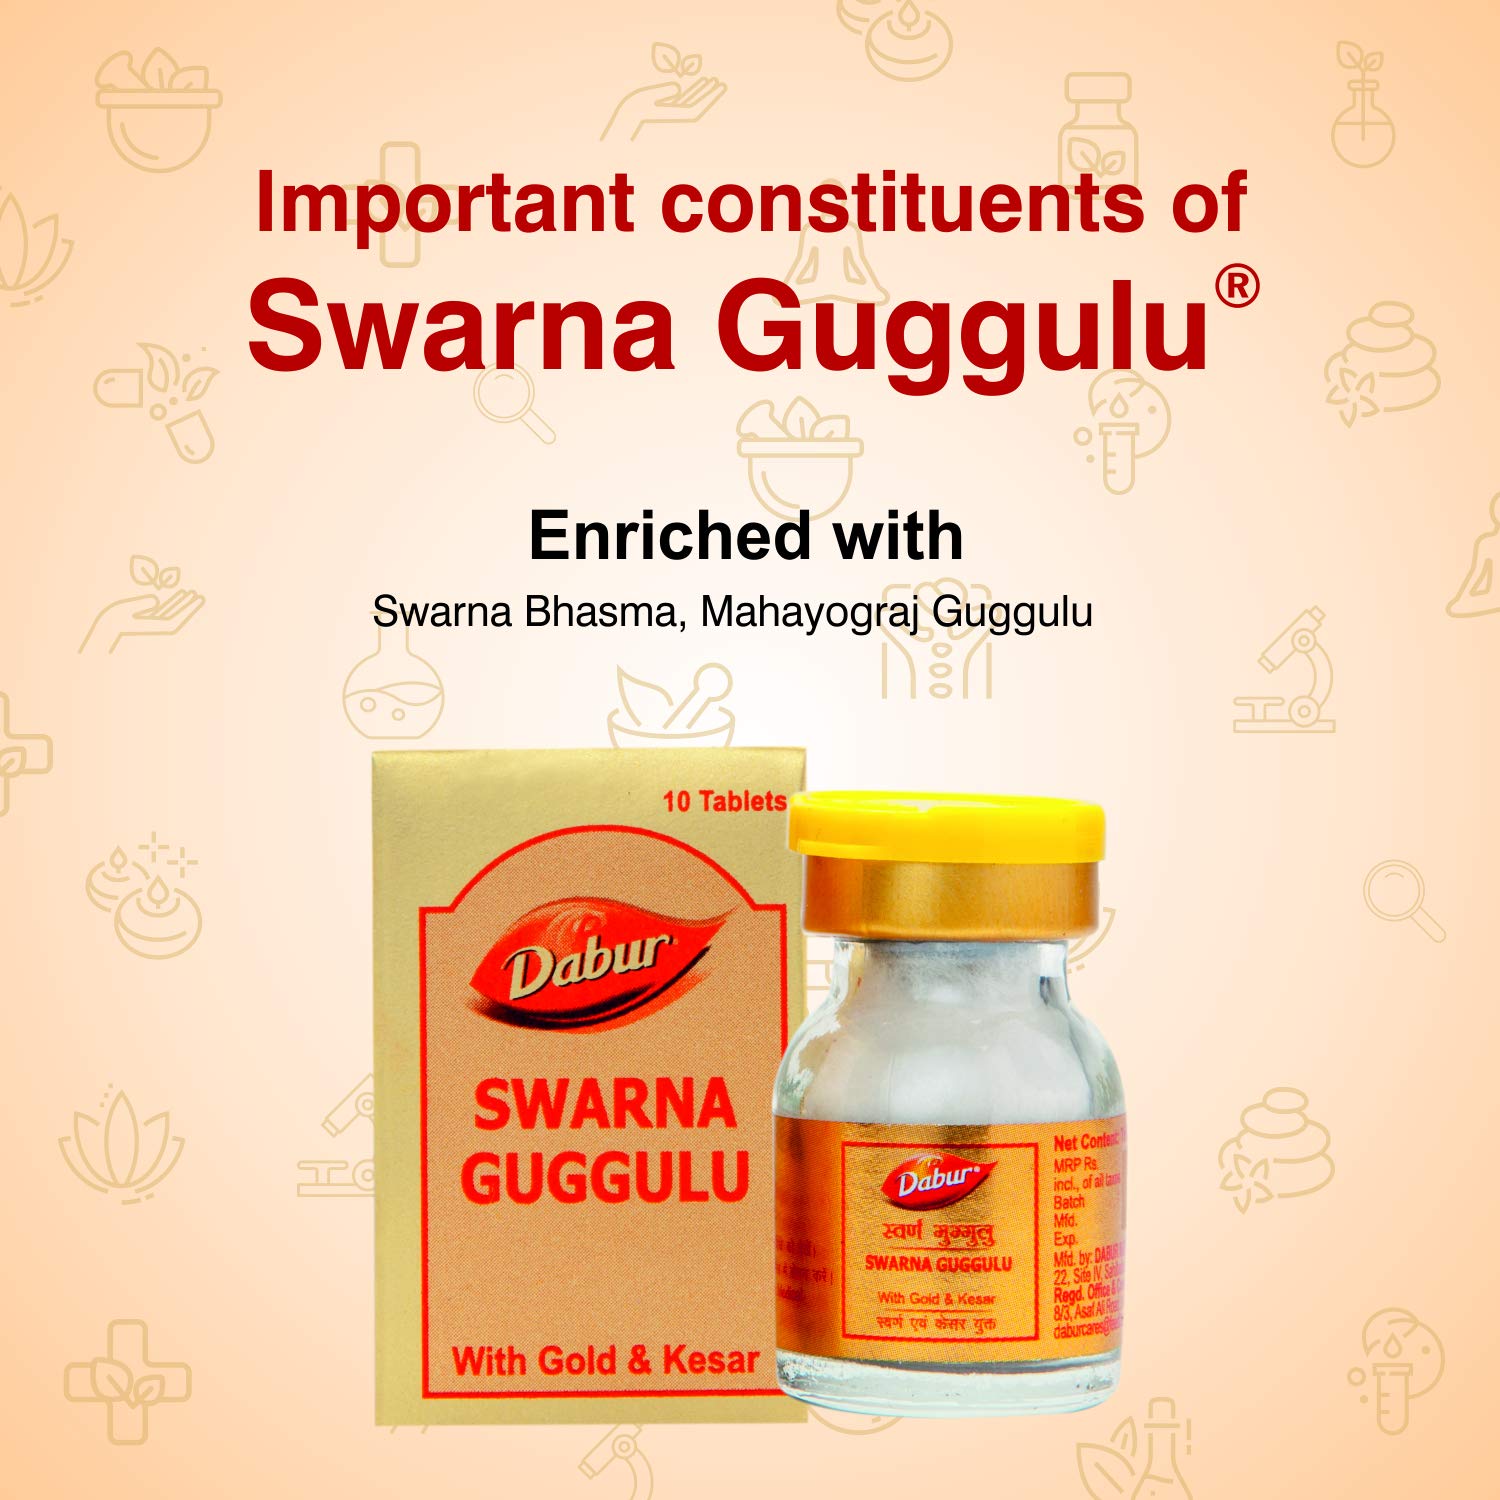 Important constituents of
Swarna Guggulu®
Enriched with
Swarna Bhasma, Mahayograj Guggulu
10 Tablets
Dabur
SWARNA
GUGGULU
With Gold & Kesar
Dabur
स्वर्ण गुग्गुलु
SWARNA GUGGULU
With Gold & Kesar
स्वर्ण एवं केसर युक्त
Net Content:
MRP Rs.
incl., of all taxes
Batch
Mfd.
Exp.
Mfd. by: DABUR
22, Site IV,
Regd. Office &
8/3, Asaf Ali Road